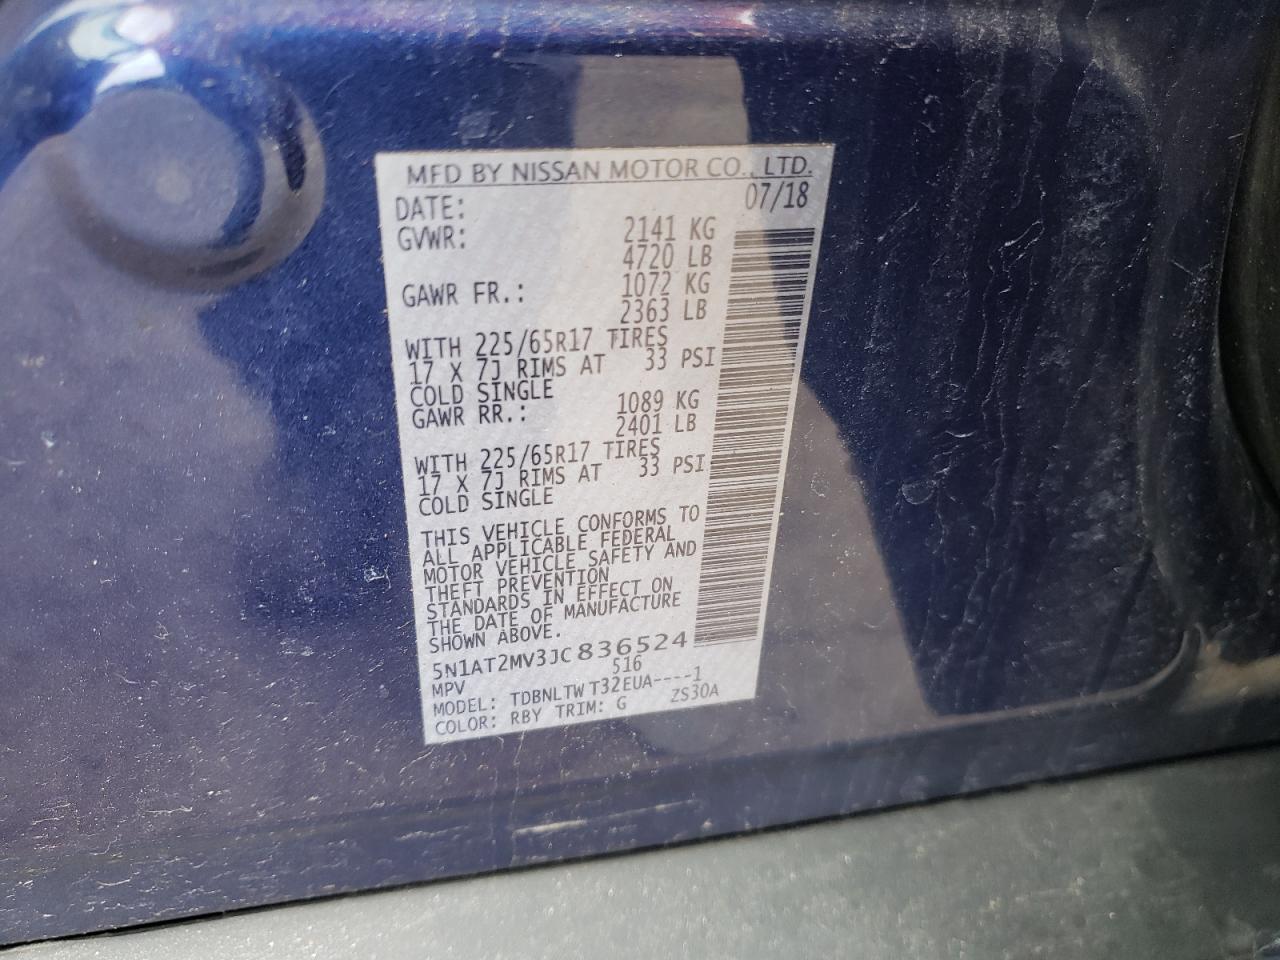 MFD BY NISSAN MOTOR CO., LTD.
DATE: 07/18
GVWR: 2141 KG
4720 LB
GAWR FR.: 1072 KG
2363 LB
WITH 225/65R17 TIRES
17 X 7J RIMS AT 33 PSI
COLD SINGLE
GAWR RR.: 1089 KG
2401 LB
WITH 225/65R17 TIRES
17 X 7J RIMS AT 33 PSI
COLD SINGLE
THIS VEHICLE CONFORMS TO
ALL APPLICABLE FEDERAL
MOTOR VEHICLE SAFETY AND
THEFT PREVENTION
STANDARDS IN EFFECT ON
THE DATE OF MANUFACTURE
SHOWN ABOVE.
5N1AT2MV3JC836524
MPV 516
MODEL: TDBNLTW T32EUA----1
COLOR: RBY TRIM: G ZS30A